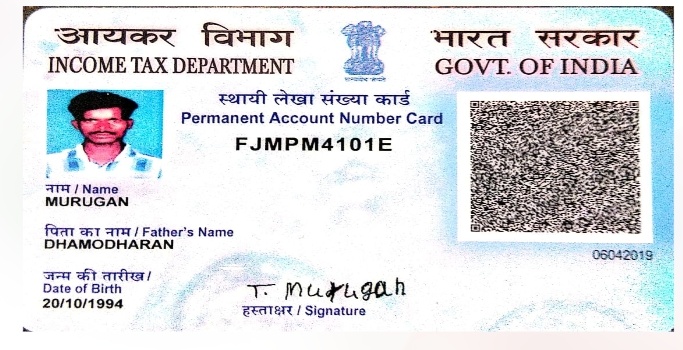 आयकर विभाग
INCOME TAX DEPARTMENT
भारत सरकार
GOVT. OF INDIA
सत्यमेव जयते
स्थायी लेखा संख्या कार्ड
Permanent Account Number Card
FJMPM4101E
नाम / Name
MURUGAN
पिता का नाम / Father's Name
DHAMODHARAN
06042019
जन्म की तारीख /
Date of Birth
20/10/1994
T. Murugan
हस्ताक्षर / Signature